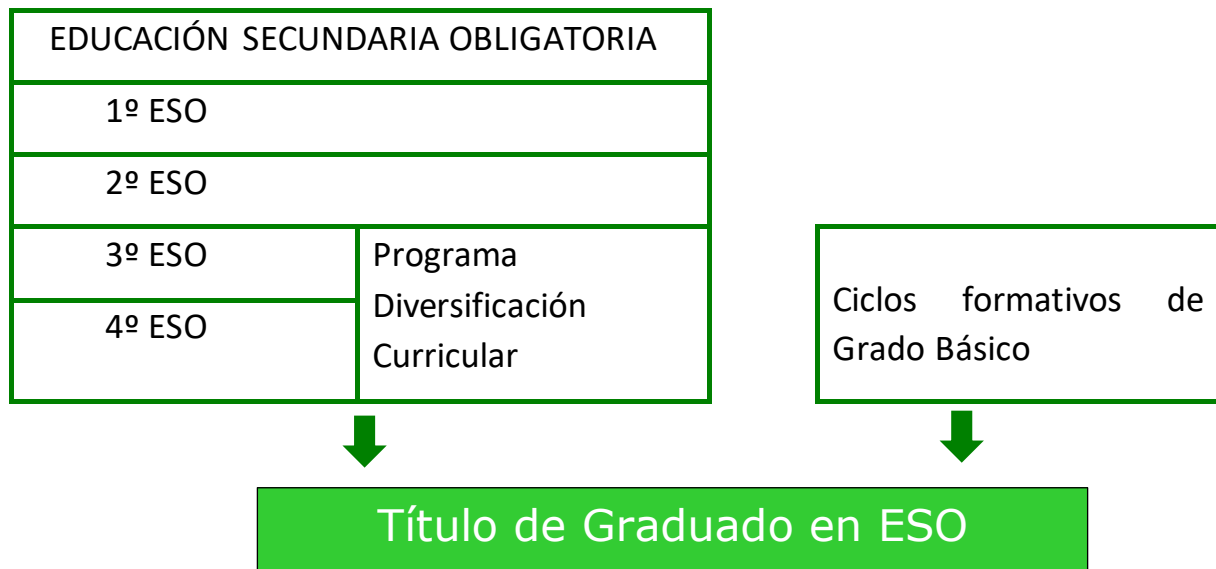 EDUCACIÓN SECUNDARIA OBLIGATORIA
1º ESO
2º ESO
3º ESO
4º ESO
Programa
Diversificación
Curricular
Ciclos formativos de
Grado Básico
Título de Graduado en ESO